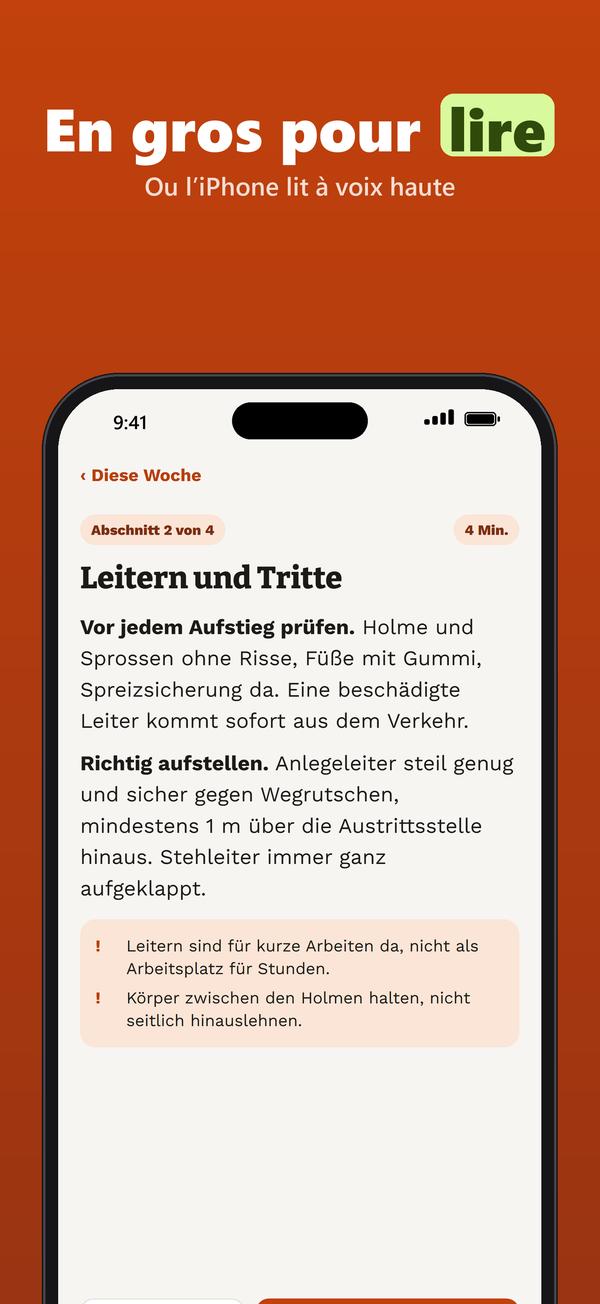 En gros pour lire
Ou l’iPhone lit à voix haute
9:41
‹ Diese Woche
Abschnitt 2 von 4
4 Min.
Leitern und Tritte
Vor jedem Aufstieg prüfen. Holme und
Sprossen ohne Risse, Füße mit Gummi,
Spreizsicherung da. Eine beschädigte
Leiter kommt sofort aus dem Verkehr.
Richtig aufstellen. Anlegeleiter steil genug
und sicher gegen Wegrutschen,
mindestens 1 m über die Austrittsstelle
hinaus. Stehleiter immer ganz
aufgeklappt.
! Leitern sind für kurze Arbeiten da, nicht als
Arbeitsplatz für Stunden.
! Körper zwischen den Holmen halten, nicht
seitlich hinauslehnen.